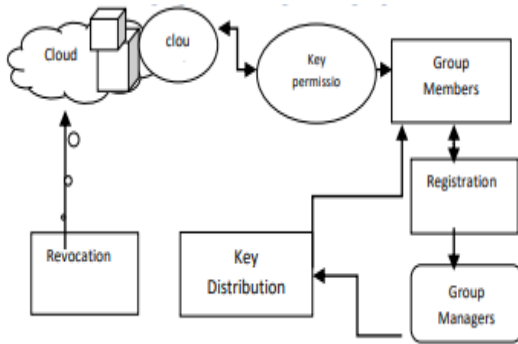 Cloud
clou
Key
permissio
Group
Members
Registration
Revocation
Key
Distribution
Group
Managers